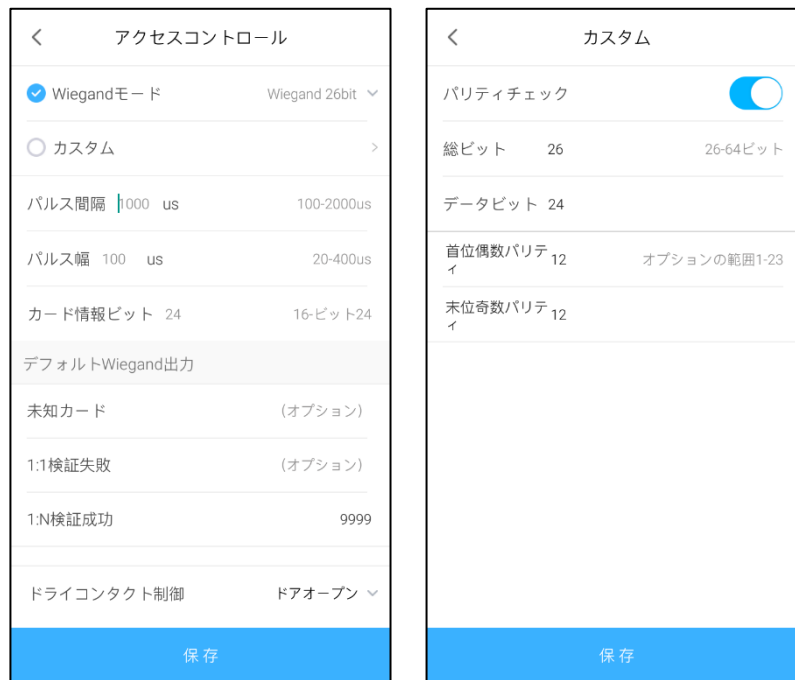 アクセスコントロール
Wiegandモード Wiegand 26bit
カスタム
パルス間隔 1000 us 100-2000us
パルス幅 100 us 20-400us
カード情報ビット 24 16-ビット24
デフォルトWiegand出力
未知カード (オプション)
1:1検証失敗 (オプション)
1:N検証成功 9999
ドライコンタクト制御 ドアオープン
保存
カスタム
パリティチェック
総ビット 26 26-64ビット
データビット 24
首位偶数パリテ
ィ 12 オプションの範囲1-23
末位奇数パリテ
ィ 12
保存